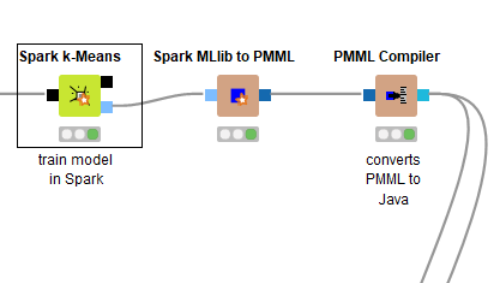 Spark k-Means
Spark MLlib to PMML
PMML Compiler
train model
in Spark
converts
PMML to
Java